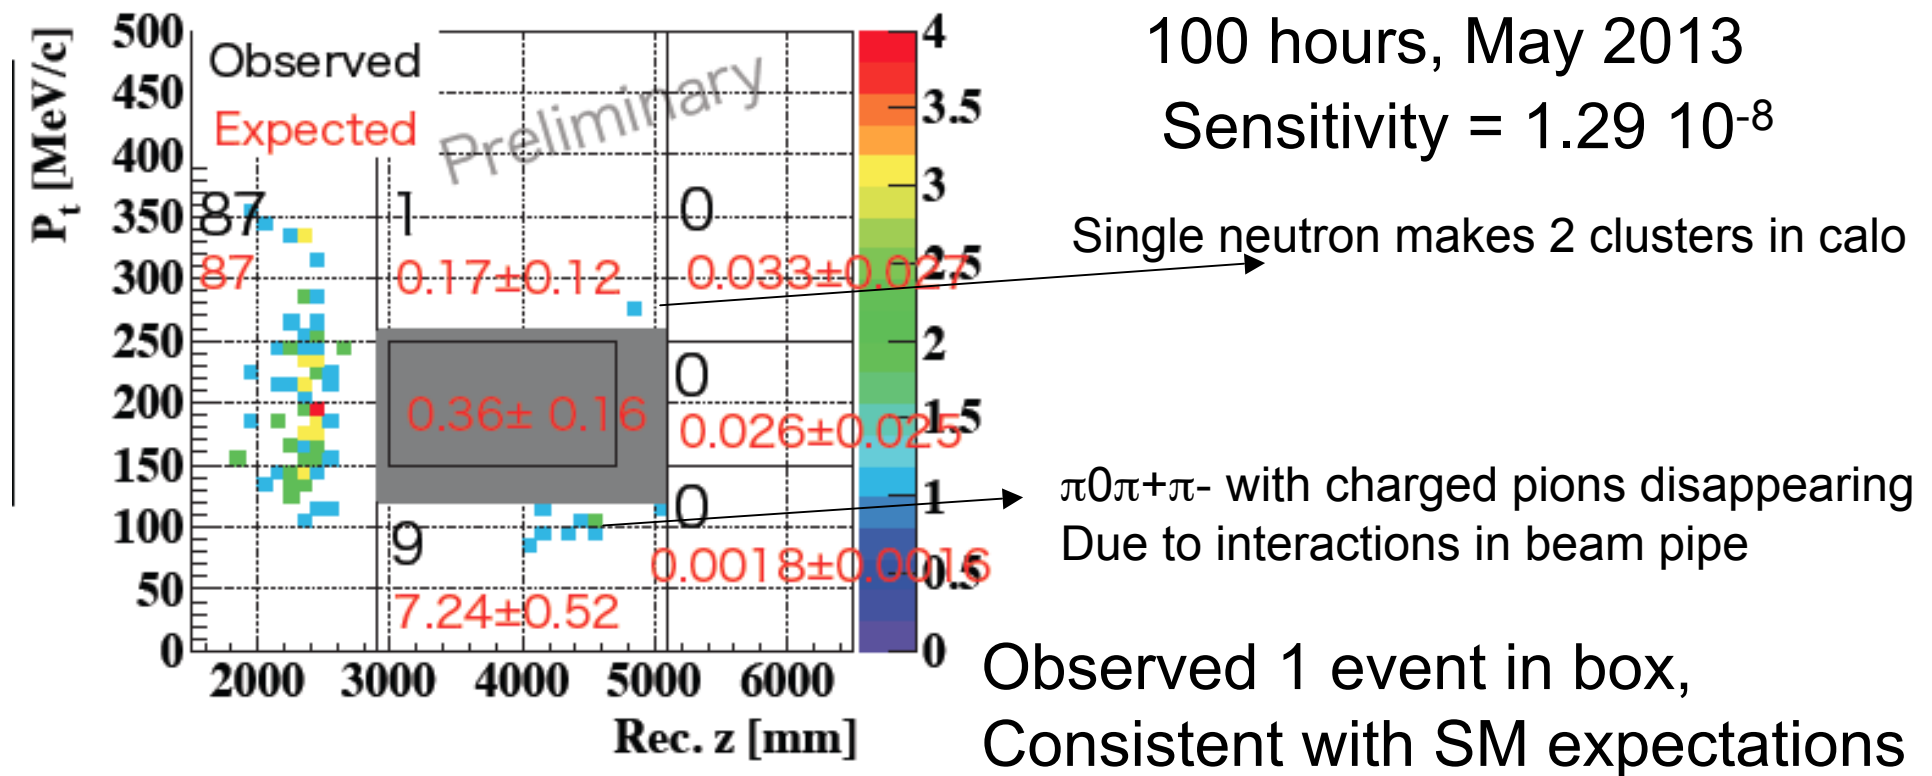 P_t [MeV/c]
500
450
400
350
300
250
200
150
100
50
0
Observed
Expected
Preliminary
87
87
1
0.17±0.12
0
0.033±0.027
0.36± 0.16
0
0.026±0.025
0
0.0018±0.0016
9
7.24±0.52
2000 3000 4000 5000 6000
Rec. z [mm]
4
3.5
3
2.5
2
1.5
1
0.5
0
100 hours, May 2013
Sensitivity = 1.29 10⁻⁸
Single neutron makes 2 clusters in calo
π0π+π- with charged pions disappearing
Due to interactions in beam pipe
Observed 1 event in box,
Consistent with SM expectations